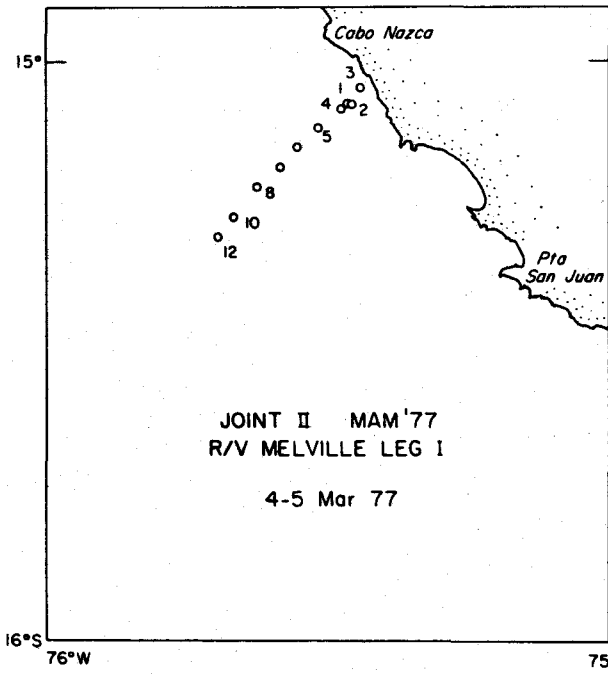 Cabo Nazca
15°
3
1
4
2
5
8
10
12
Pta
San Juan
JOINT II MAM '77
R/V MELVILLE LEG I
4-5 Mar 77
16°S
76°W
75